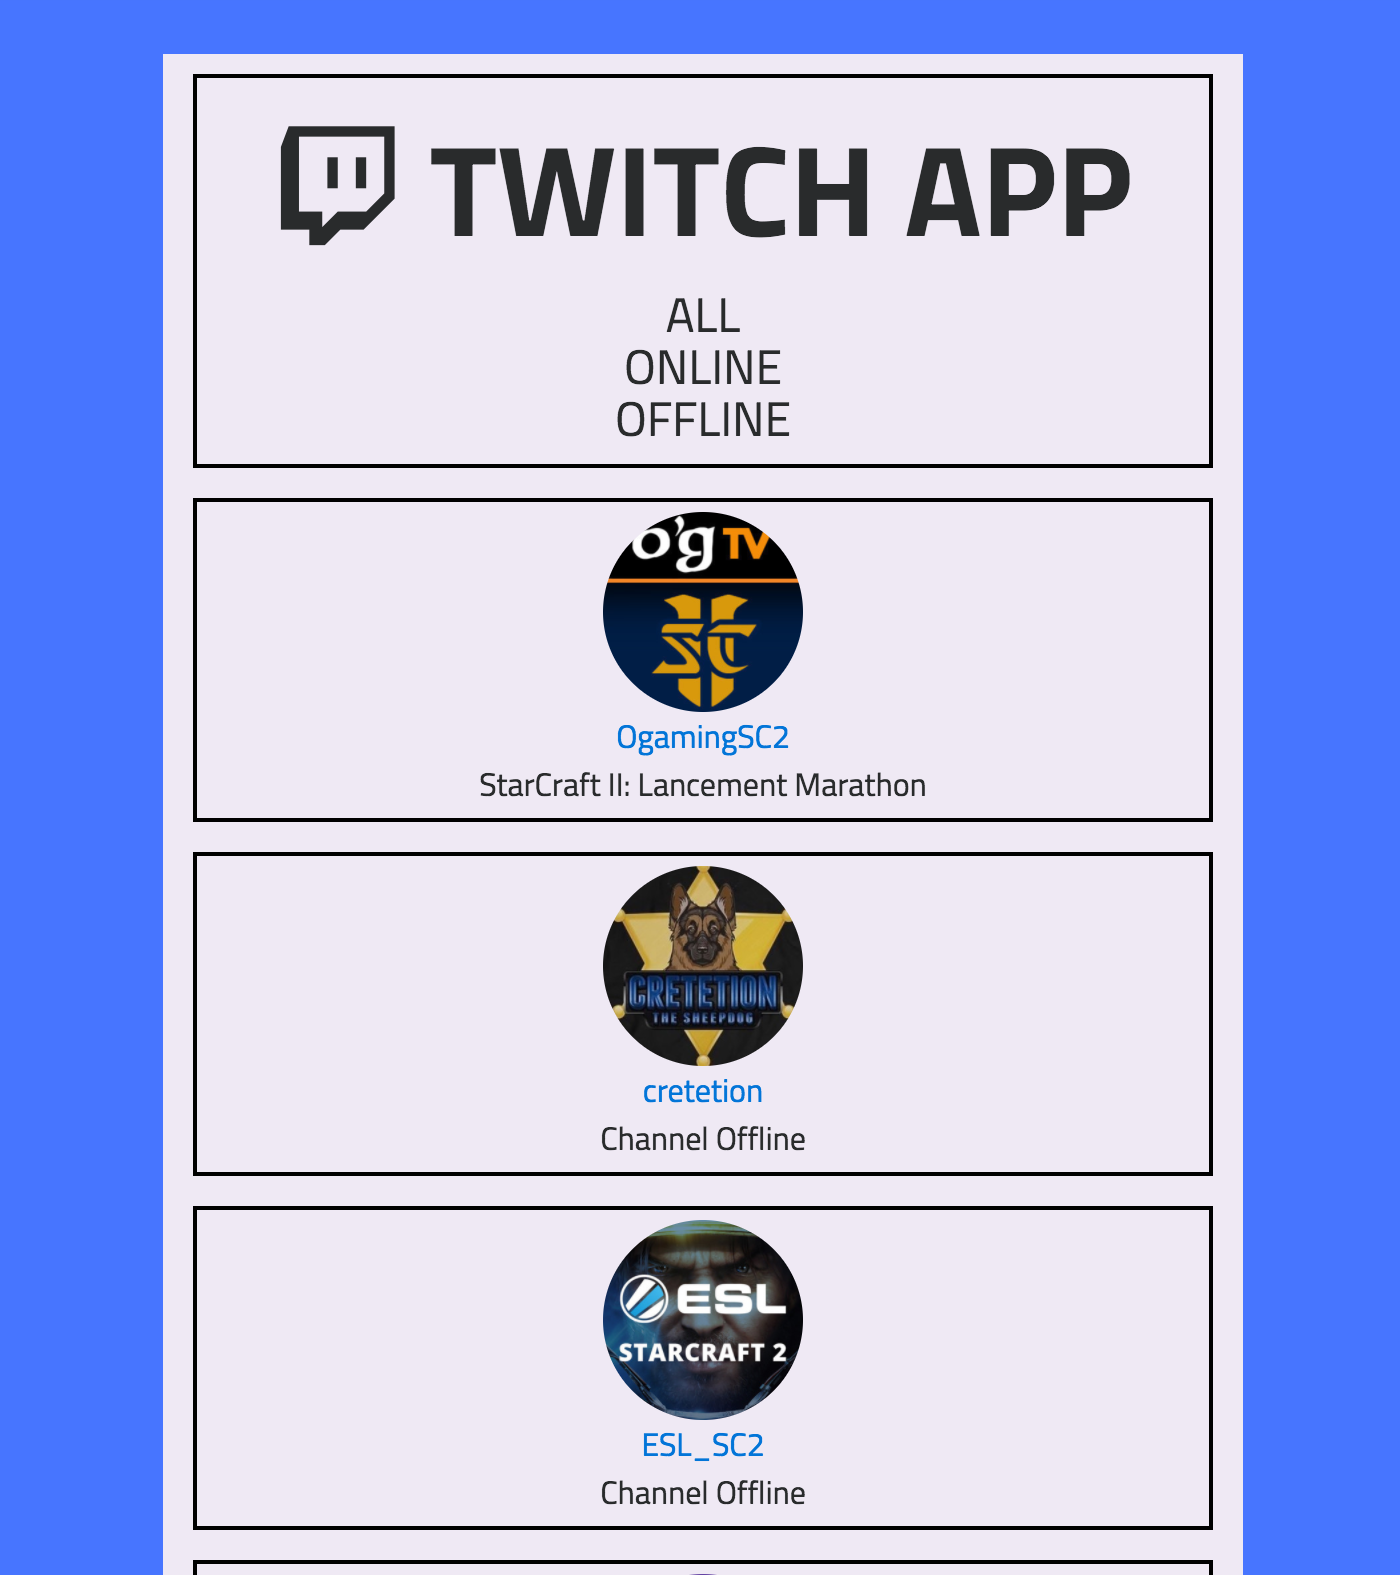 TWITCH APP
ALL
ONLINE
OFFLINE
o'g TV
SC
OgamingSC2
StarCraft II: Lancement Marathon
CRETETION
THE SHEEPDOG
cretetion
Channel Offline
ESL
STARCRAFT 2
ESL_SC2
Channel Offline